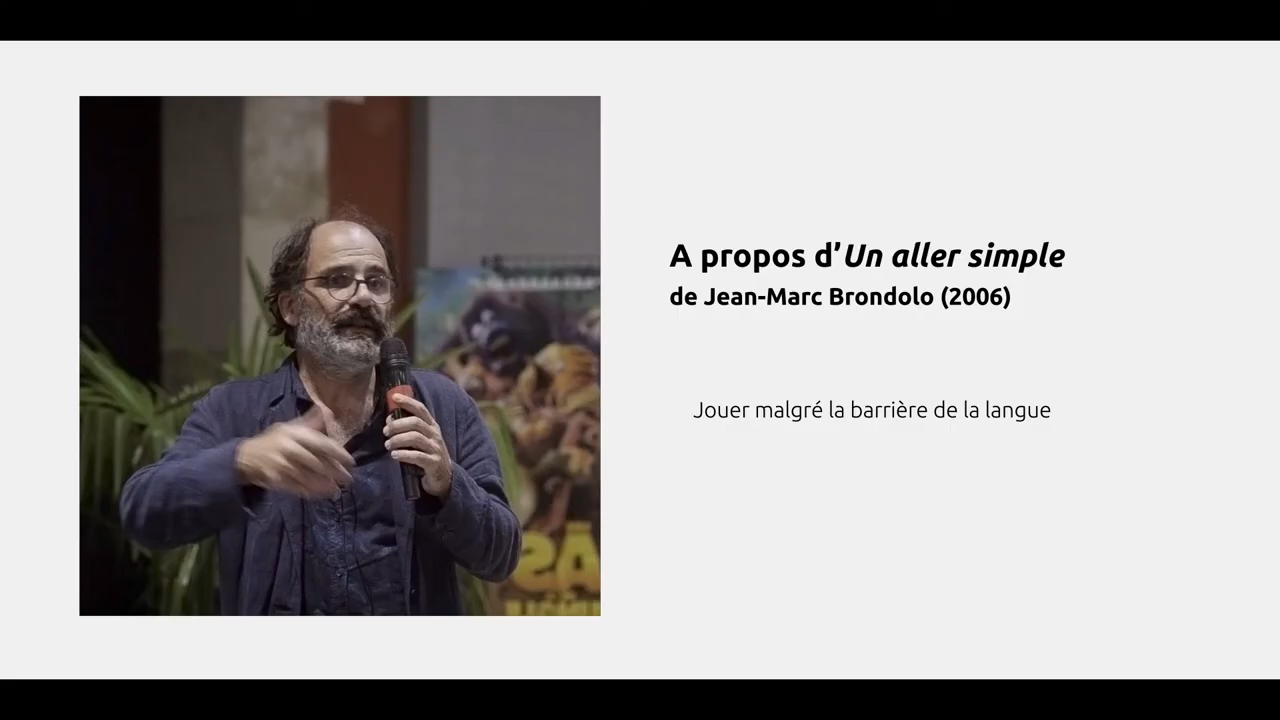 A propos d’Un aller simple
de Jean-Marc Brondolo (2006)
Jouer malgré la barrière de la langue